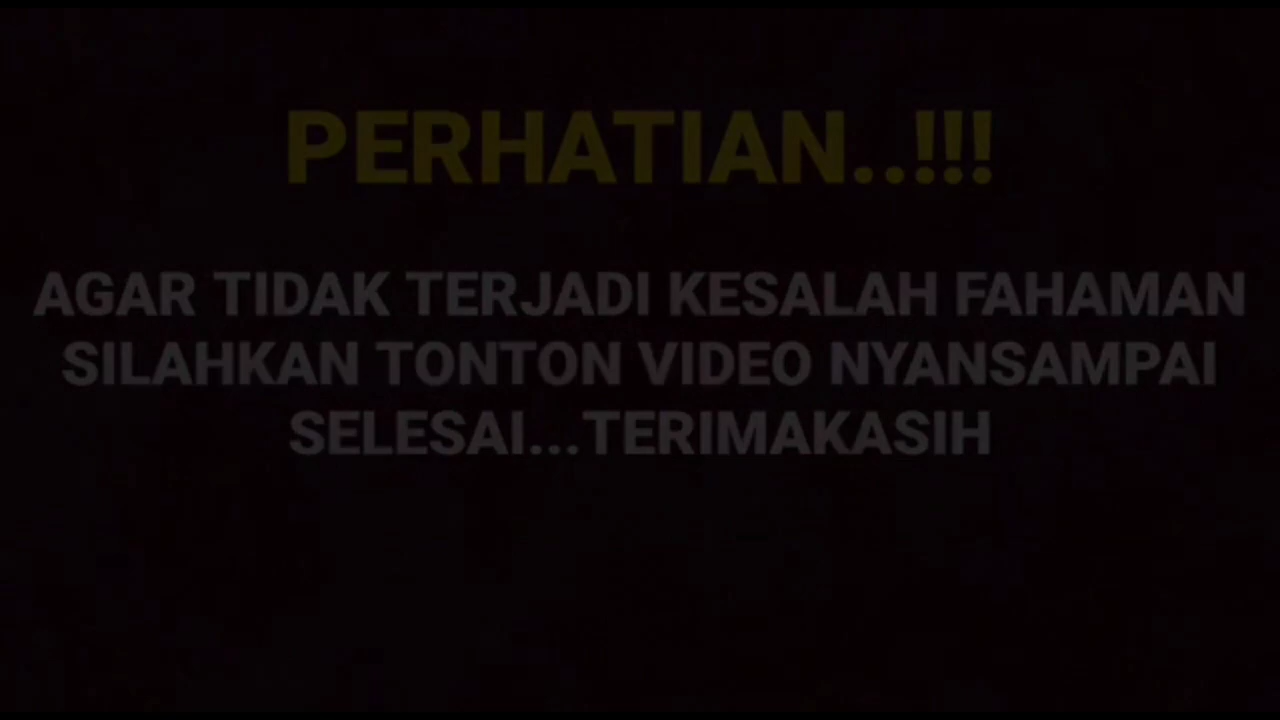 PERHATIAN..!!!
AGAR TIDAK TERJADI KESALAH FAHAMAN
SILAHKAN TONTON VIDEO NYANSAMPAI
SELESAI...TERIMAKASIH